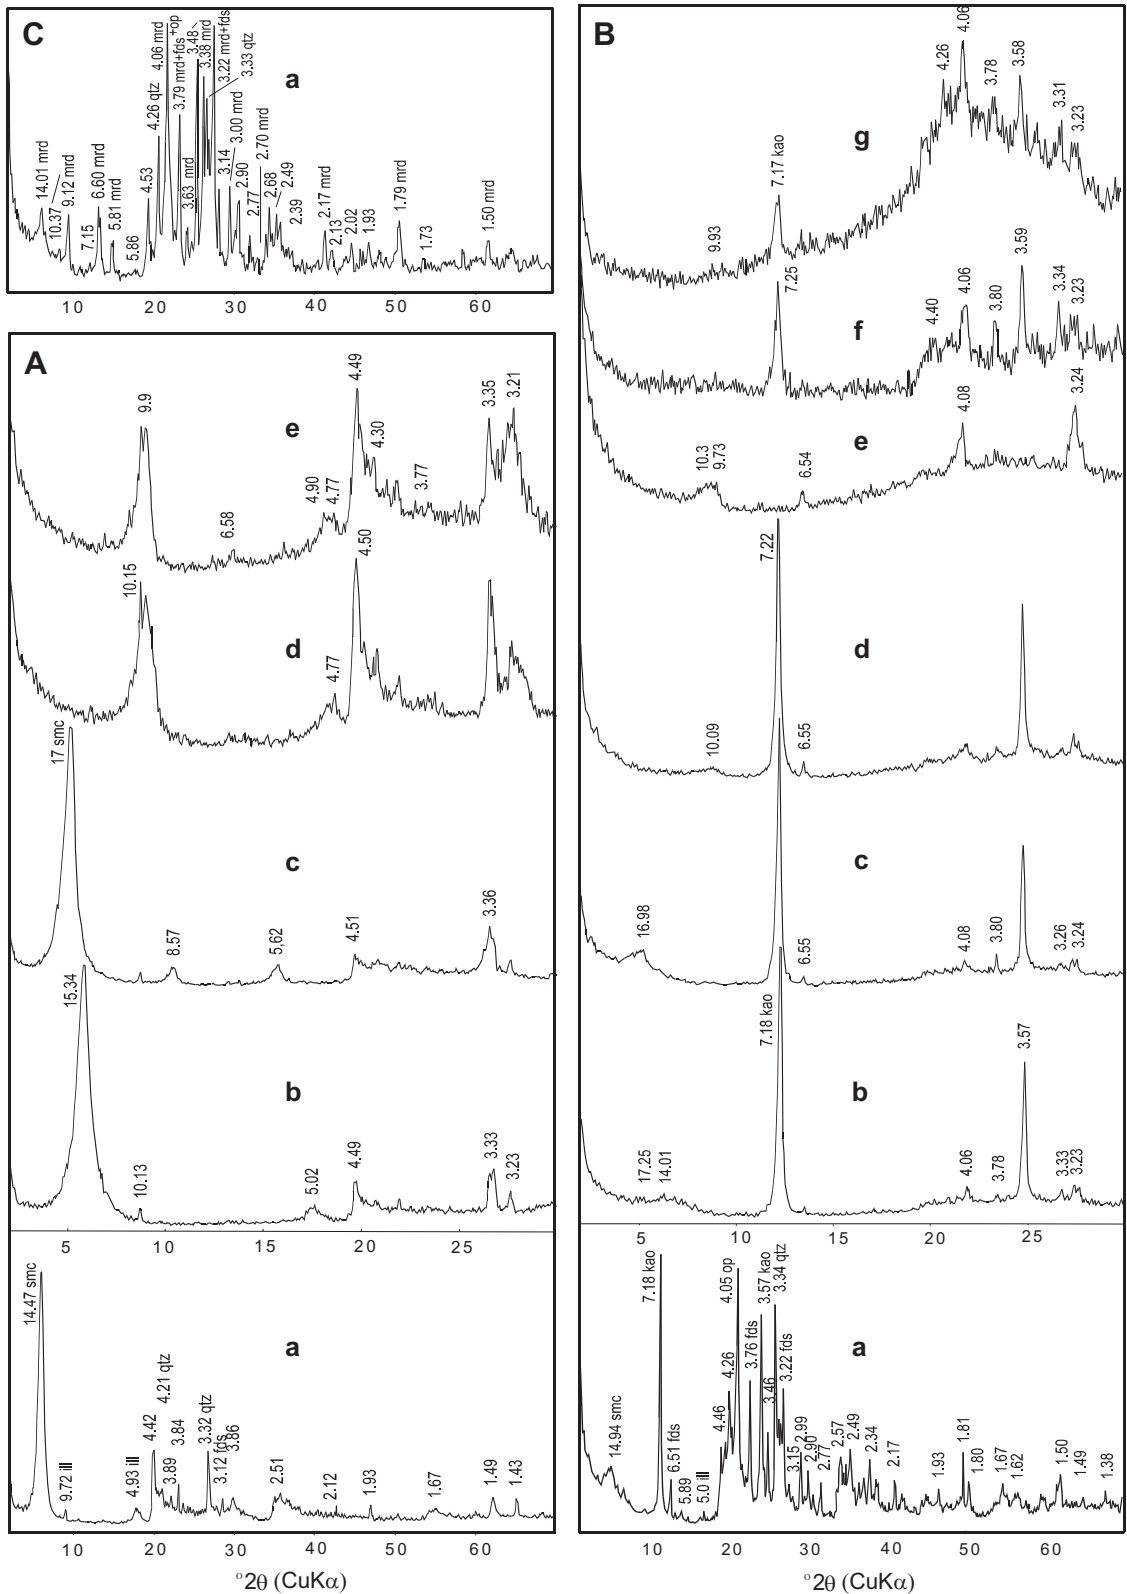 C
a
14.01 mrd
10.37
9.12 mrd
7.15
6.60 mrd
5.81 mrd
5.86
4.53
4.26 qtz
4.06 mrd
3.79 mrd+fds+op
3.63 mrd
3.48
3.38 mrd
3.22 mrd+fds
3.33 qtz
3.14
3.00 mrd
2.90
2.77
2.70 mrd
2.68
2.49
2.39
2.17 mrd
2.13
2.02
1.93
1.79 mrd
1.73
1.50 mrd
10 20 30 40 50 60
A
e
9.9
6.58
4.90
4.77
4.49
4.30
3.77
3.35
3.21
d
10.15
4.77
4.50
c
17 smc
8.57
5,62
4.51
3.36
b
15.34
10.13
5.02
4.49
3.33
3.23
5 10 15 20 25
a
14.47 smc
9.72 ill
4.93 ill
4.42
4.21 qtz
3.89
3.84
3.32 qtz
3.12 fds
3.86
2.51
2.12
1.93
1.67
1.49
1.43
10 20 30 40 50 60
°2θ (CuKα)
B
g
9.93
7.17 kao
4.26
4.06
3.78
3.58
3.31
3.23
f
7.25
4.40
4.06
3.80
3.59
3.34
3.23
e
10.3
9.73
6.54
4.08
3.24
d
10.09
7.22
6.55
c
16.98
6.55
4.08
3.80
3.26
3.24
b
17.25
14.01
7.18 kao
4.06
3.78
3.57
3.33
3.23
5 10 15 20 25
a
14.94 smc
7.18 kao
6.51 fds
5.89
5.0 ill
4.46
4.26
4.05 op
3.76 fds
3.57 kao
3.46
3.34 qtz
3.22 fds
3.15
2.99
2.90
2.77
2.57
2.49
2.34
2.17
1.93
1.81
1.80
1.67
1.62
1.50
1.49
1.38
10 20 30 40 50 60
°2θ (CuKα)